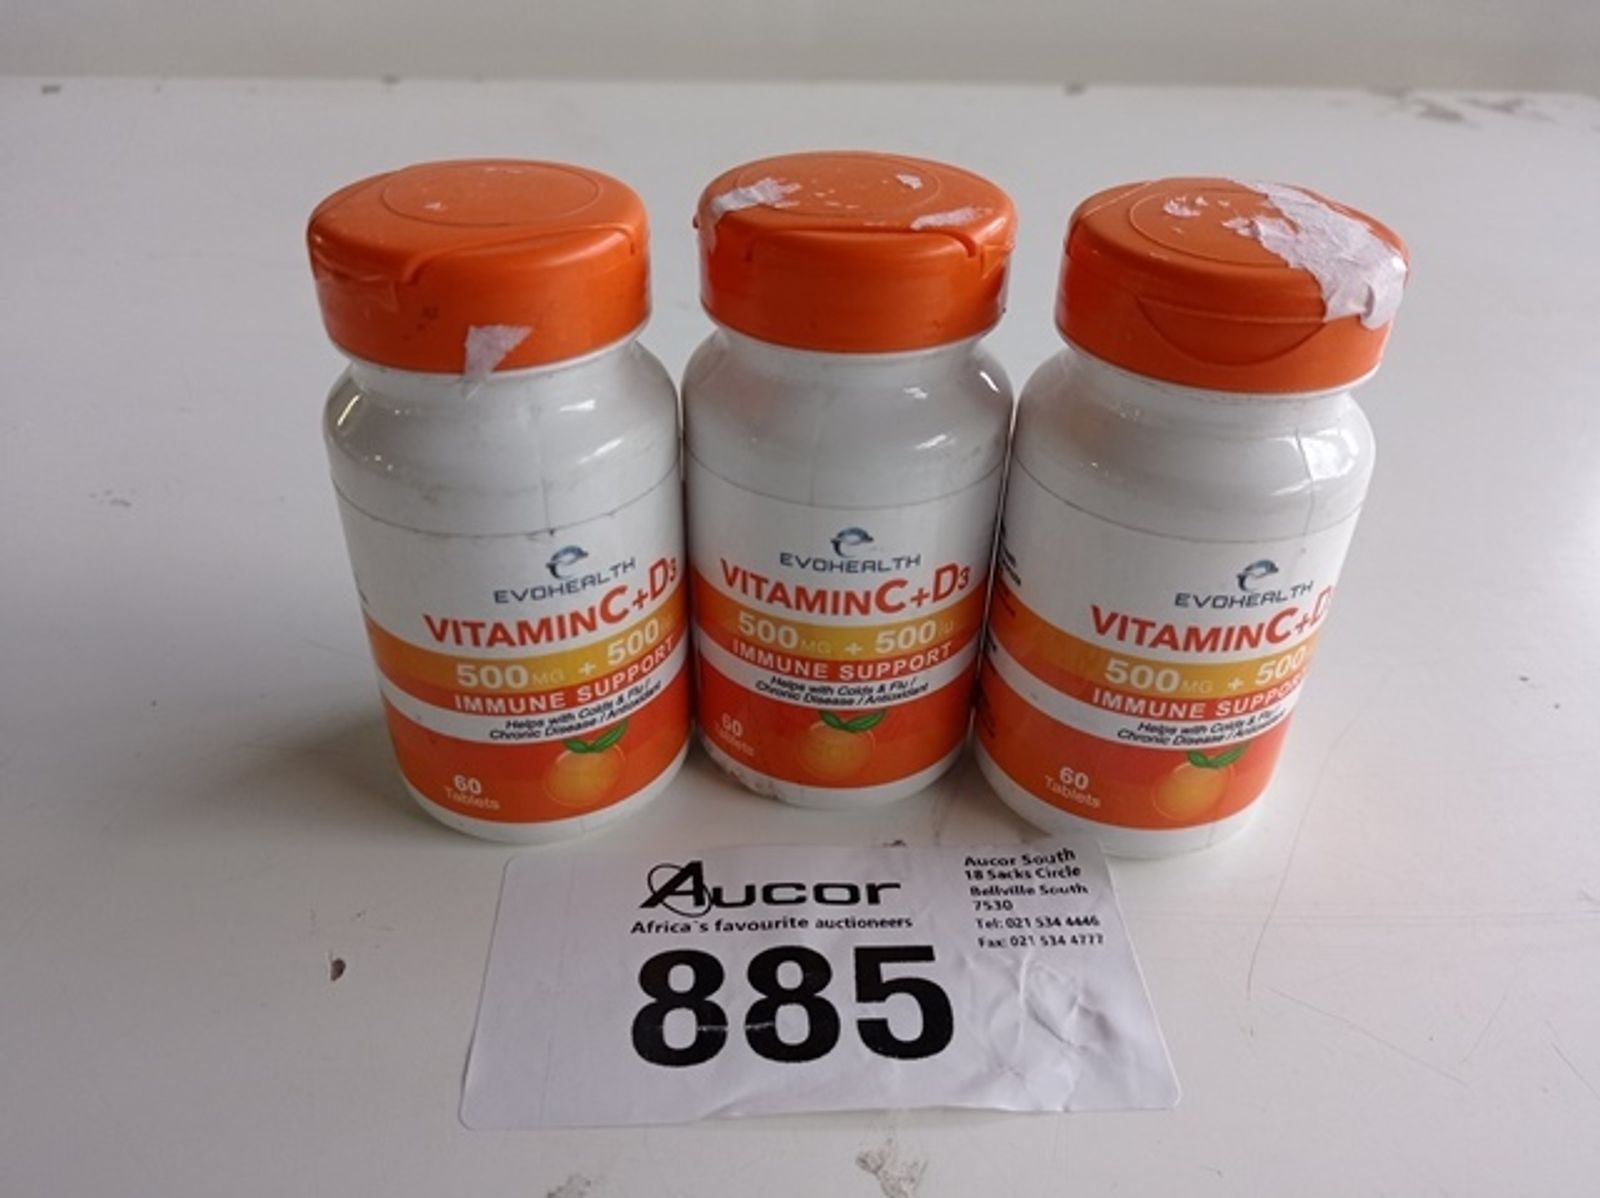 EVOHEALTH
VITAMIN C+D3
500MG + 500IU
IMMUNE SUPPORT
Helps with Colds & Flu /
Chronic Disease / Antioxidant
60
Tablets
EVOHEALTH
VITAMIN C+D3
500MG + 500IU
IMMUNE SUPPORT
Helps with Colds & Flu /
Chronic Disease / Antioxidant
60
Tablets
EVOHEALTH
VITAMIN C+D
500MG + 500
IMMUNE SUPPORT
Helps with Colds & Flu
Chronic Disease /
60
Tablets
Aucor
Africa's favourite auctioneers
885
Aucor South
18 Sacks Circle
Bellville South
7530
Tel: 021 534 4446
Fax: 021 534 4777